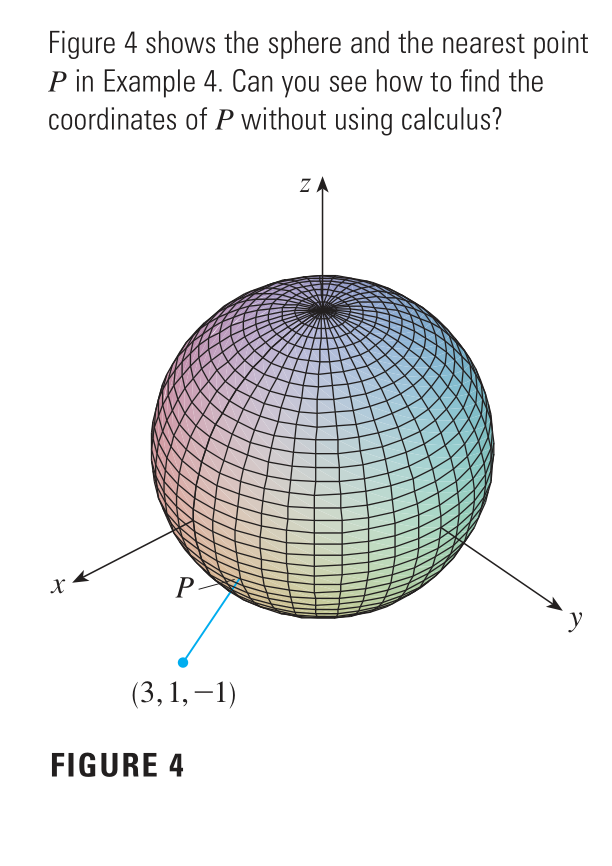 Figure 4 shows the sphere and the nearest point
P in Example 4. Can you see how to find the
coordinates of P without using calculus?
z
x
P
y
(3, 1, −1)
FIGURE 4